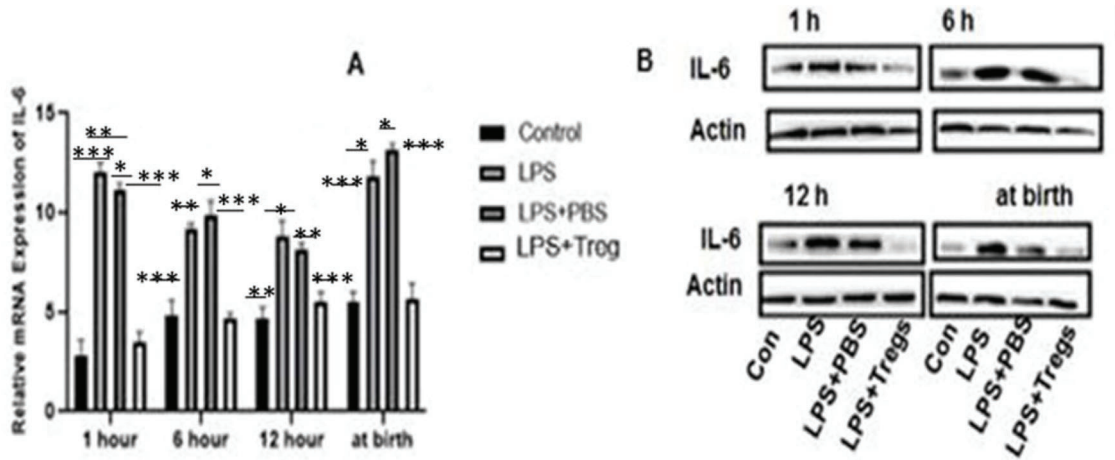 A
Relative mRNA Expression of IL-6
15
10
5
0
**
***
*
***
***
**
*
***
**
*
**
***
***
*
*
***
1 hour
6 hour
12 hour
at birth
Control
LPS
LPS+PBS
LPS+Treg
B
1 h
6 h
IL-6
Actin
12 h
at birth
IL-6
Actin
Con
LPS
LPS+PBS
LPS+Tregs
Con
LPS
LPS+PBS
LPS+Tregs